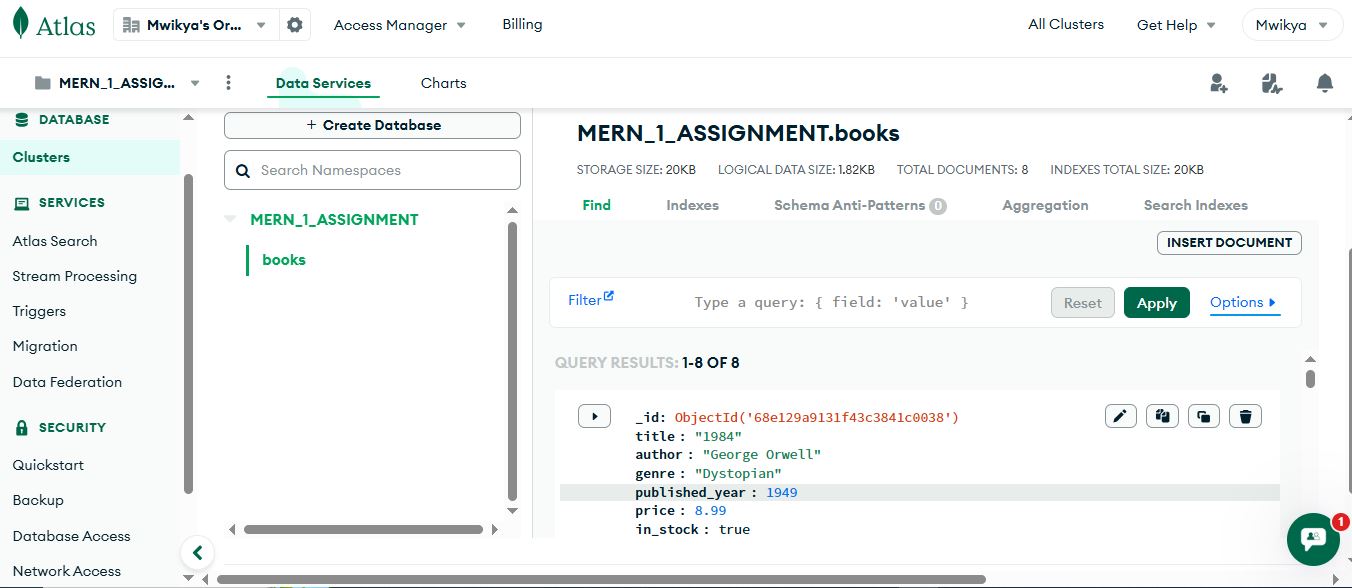 Atlas
Mwikya's Or...
Access Manager
Billing
All Clusters
Get Help
Mwikya
MERN_1_ASSIG...
Data Services
Charts
DATABASE
Clusters
SERVICES
Atlas Search
Stream Processing
Triggers
Migration
Data Federation
SECURITY
Quickstart
Backup
Database Access
Network Access
+ Create Database
Search Namespaces
MERN_1_ASSIGNMENT
books
MERN_1_ASSIGNMENT.books
STORAGE SIZE: 20KB LOGICAL DATA SIZE: 1.82KB TOTAL DOCUMENTS: 8 INDEXES TOTAL SIZE: 20KB
Find Indexes Schema Anti-Patterns 0 Aggregation Search Indexes
INSERT DOCUMENT
Filter Type a query: { field: 'value' } Reset Apply Options
QUERY RESULTS: 1-8 OF 8
_id: ObjectId('68e129a9131f43c3841c0038')
title : "1984"
author : "George Orwell"
genre : "Dystopian"
published_year : 1949
price : 8.99
in_stock : true
1